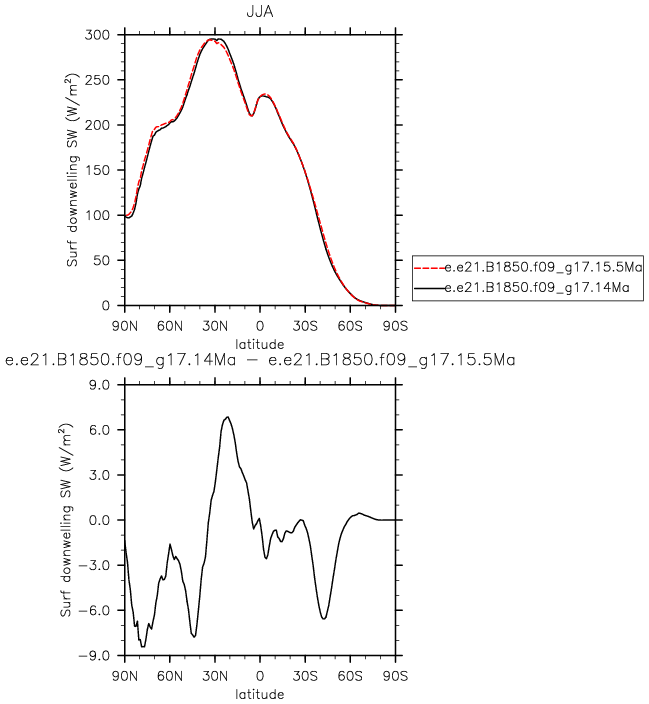 JJA
300
250
200
150
100
50
0
Surf downwelling SW (W/m²)
90N 60N 30N 0 30S 60S 90S
latitude
e.e21.B1850.f09_g17.15.5Ma
e.e21.B1850.f09_g17.14Ma
e.e21.B1850.f09_g17.14Ma − e.e21.B1850.f09_g17.15.5Ma
9.0
6.0
3.0
0.0
−3.0
−6.0
−9.0
Surf downwelling SW (W/m²)
90N 60N 30N 0 30S 60S 90S
latitude